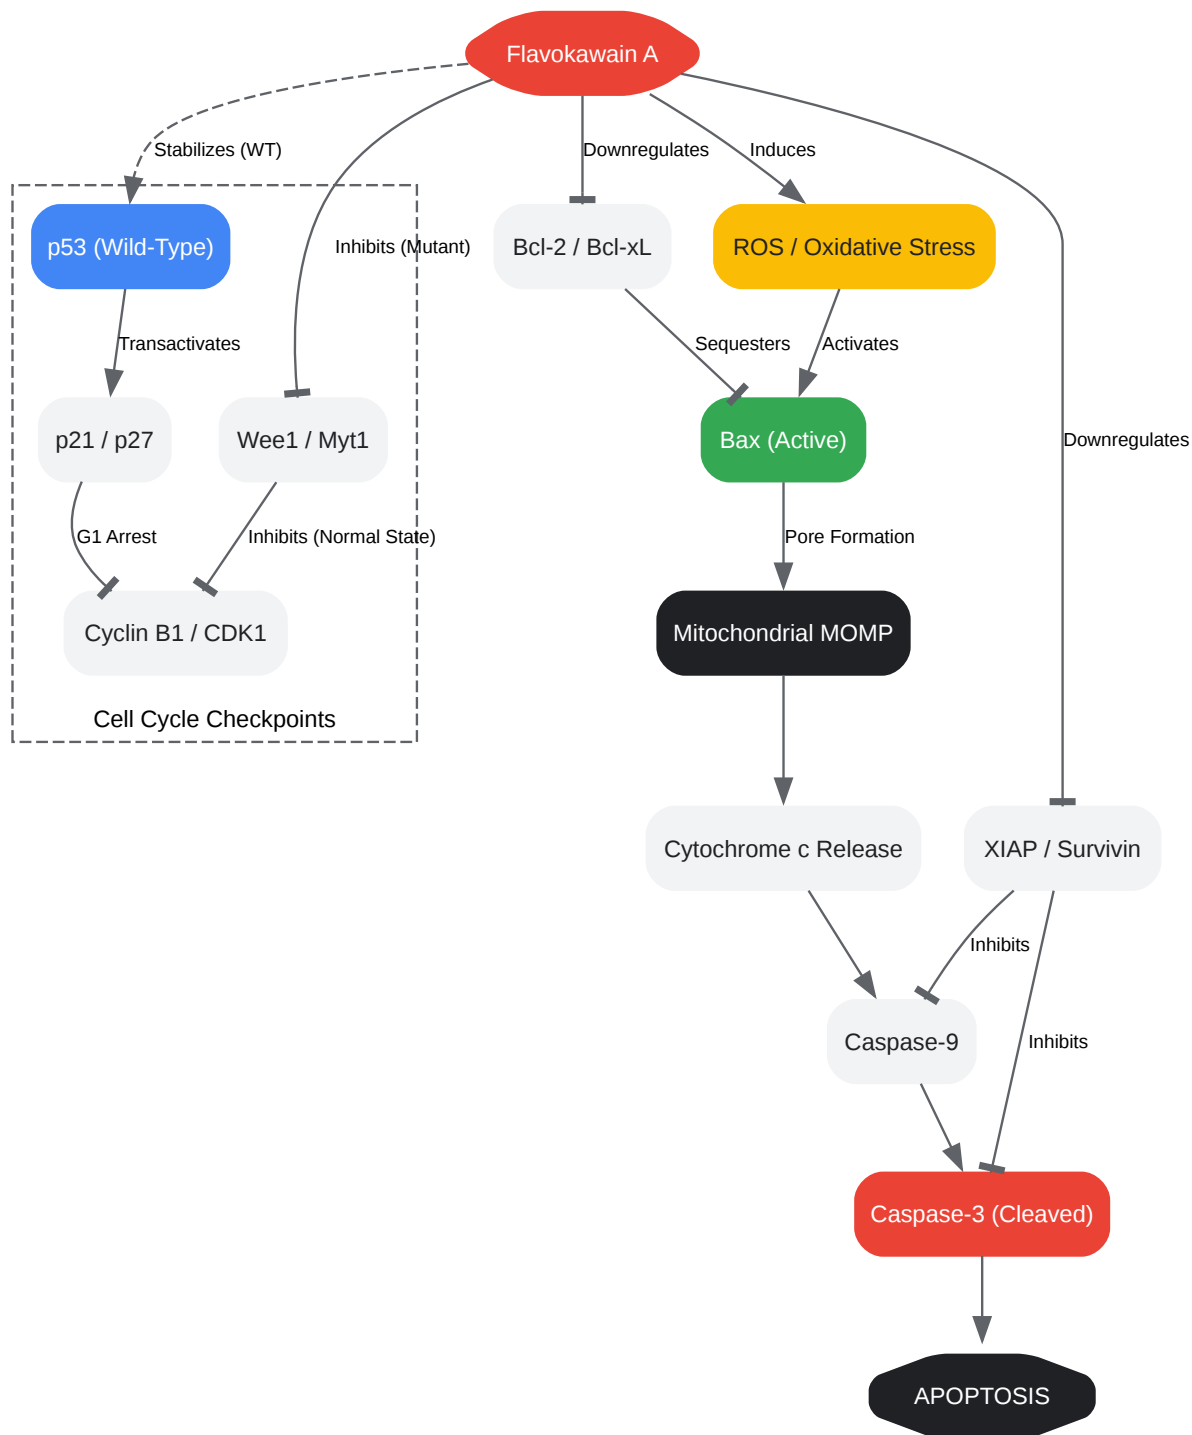 Flavokawain A
Stabilizes (WT)
Downregulates
Induces
p53 (Wild-Type)
Inhibits (Mutant)
Bcl-2 / Bcl-xL
ROS / Oxidative Stress
Transactivates
Sequesters
Activates
p21 / p27
Wee1 / Myt1
Bax (Active)
Downregulates
G1 Arrest
Inhibits (Normal State)
Pore Formation
Cyclin B1 / CDK1
Mitochondrial MOMP
Cell Cycle Checkpoints
Cytochrome c Release
XIAP / Survivin
Inhibits
Caspase-9
Inhibits
Caspase-3 (Cleaved)
APOPTOSIS